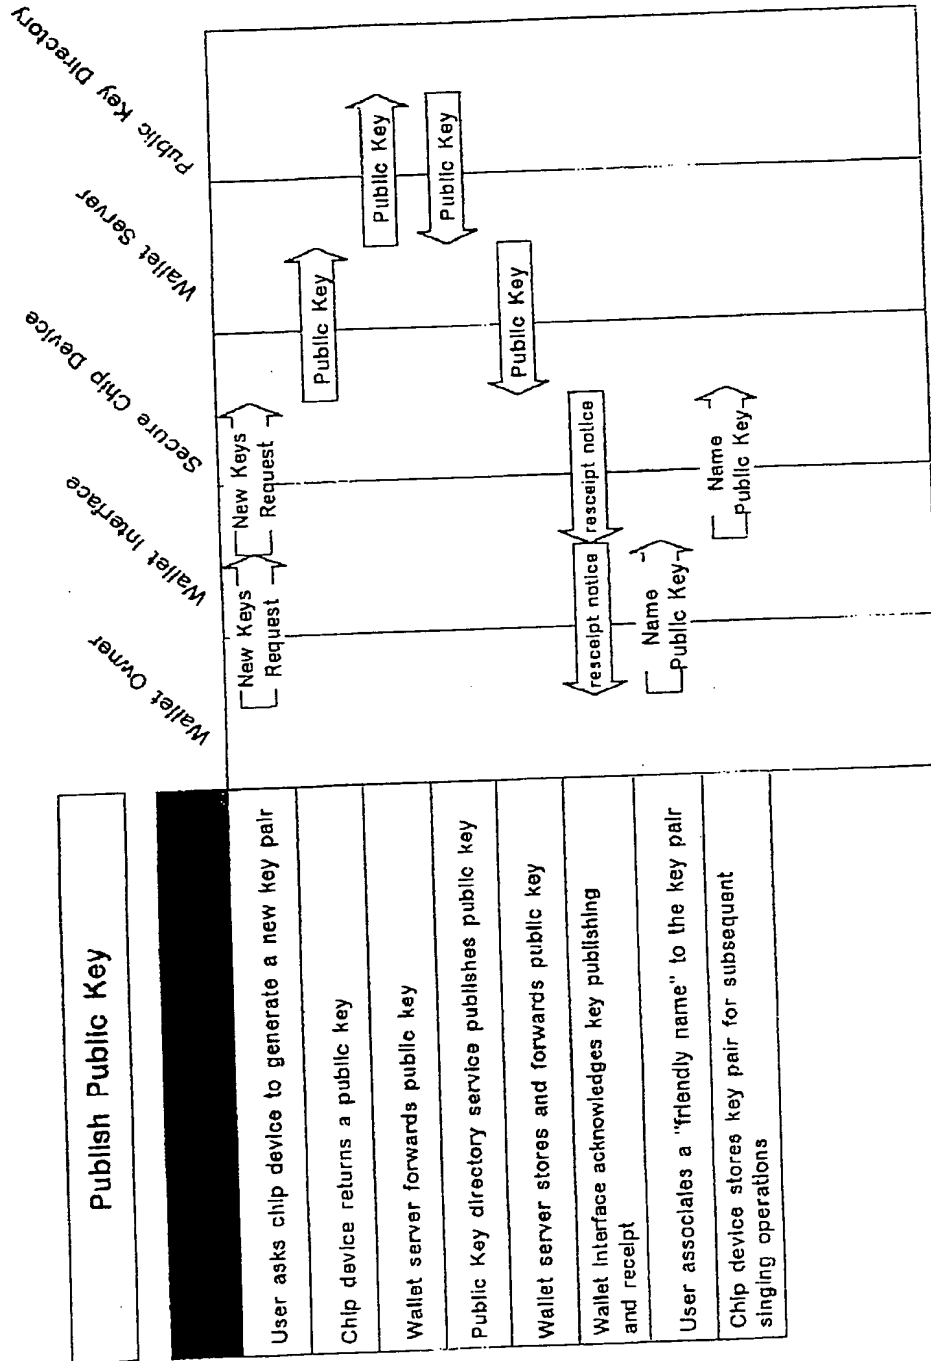 Publish Public Key
Wallet Owner
Wallet Interface
Secure Chip Device
Wallet Server
Public Key Directory
User asks chip device to generate a new key pair
New Keys
Request
New Keys
Request
Chip device returns a public key
Public Key
Wallet server forwards public key
Public Key
Public Key directory service publishes public key
Public Key
Wallet server stores and forwards public key
Public Key
Wallet Interface acknowledges key publishing
and receipt
resceipt notice
resceipt notice
User associales a "friendly name" to the key pair
Name
Public Key
Chip device stores key pair for subsequent
singing operations
Name
Public Key